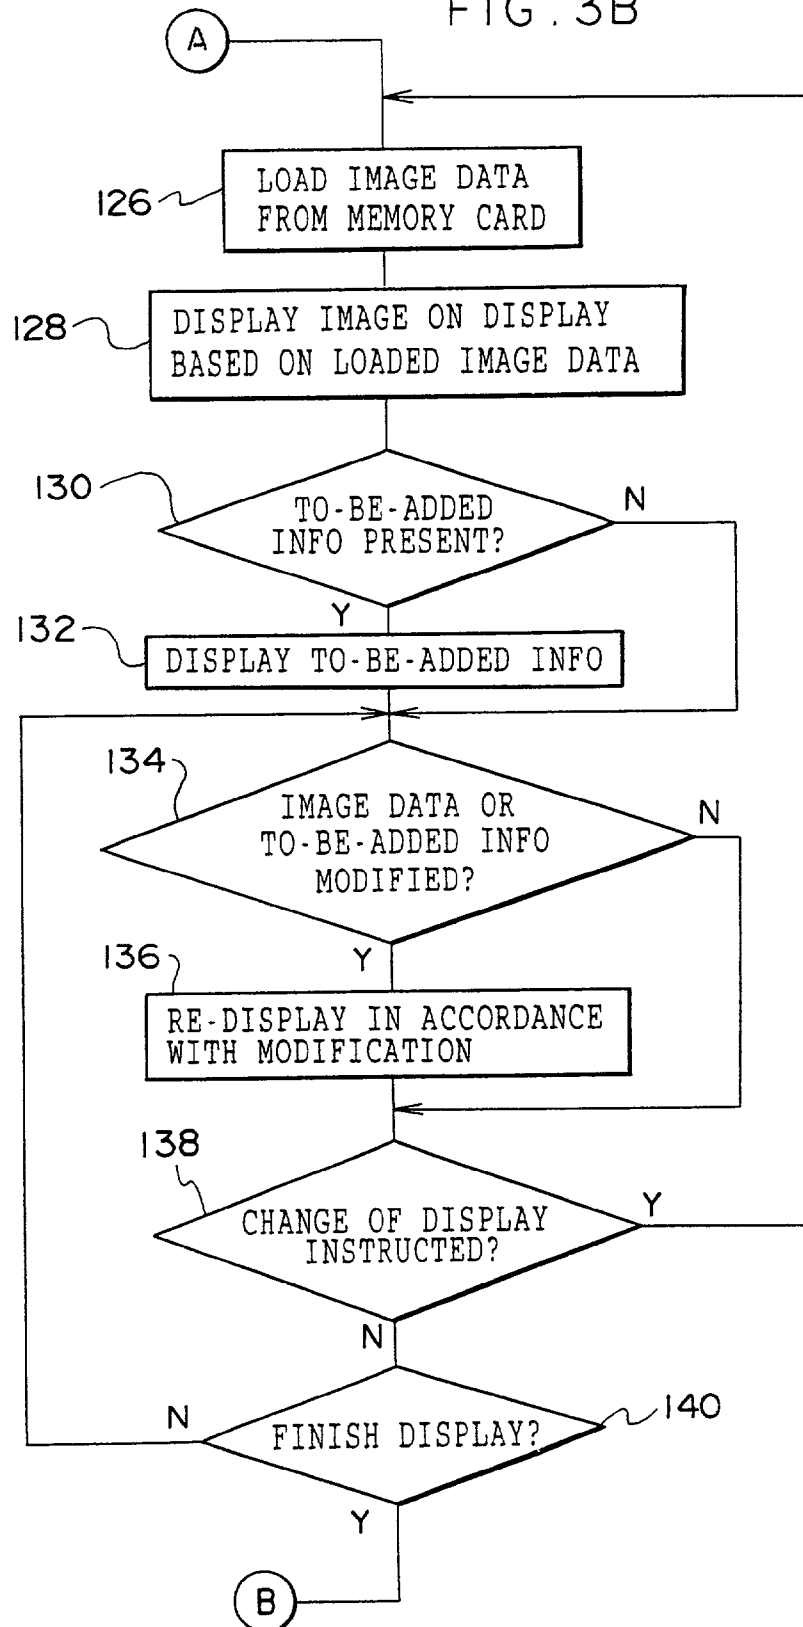 FIG. 3B
A
126
LOAD IMAGE DATA
FROM MEMORY CARD
128
DISPLAY IMAGE ON DISPLAY
BASED ON LOADED IMAGE DATA
130
TO-BE-ADDED
INFO PRESENT?
N
Y
132
DISPLAY TO-BE-ADDED INFO
134
IMAGE DATA OR
TO-BE-ADDED INFO
MODIFIED?
N
Y
136
RE-DISPLAY IN ACCORDANCE
WITH MODIFICATION
138
CHANGE OF DISPLAY
INSTRUCTED?
Y
N
N
FINISH DISPLAY?
140
Y
B